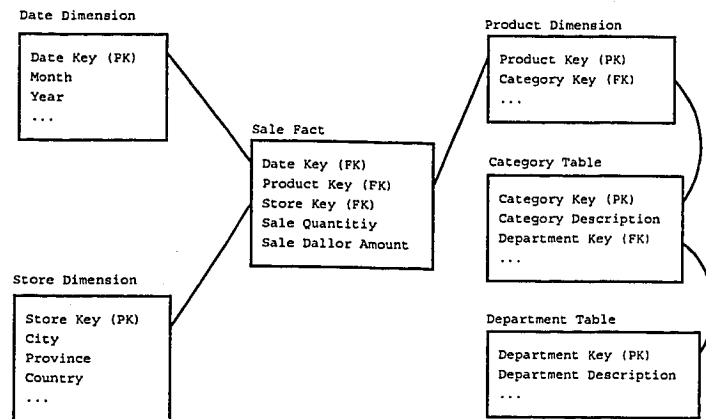 Date Dimension
Date Key (PK)
Month
Year
...
Sale Fact
Date Key (FK)
Product Key (FK)
Store Key (FK)
Sale Quantitiy
Sale Dallor Amount
Store Dimension
Store Key (PK)
City
Province
Country
...
Product Dimension
Product Key (PK)
Category Key (FK)
...
Category Table
Category Key (PK)
Category Description
Department Key (FK)
...
Department Table
Department Key (PK)
Department Description
...